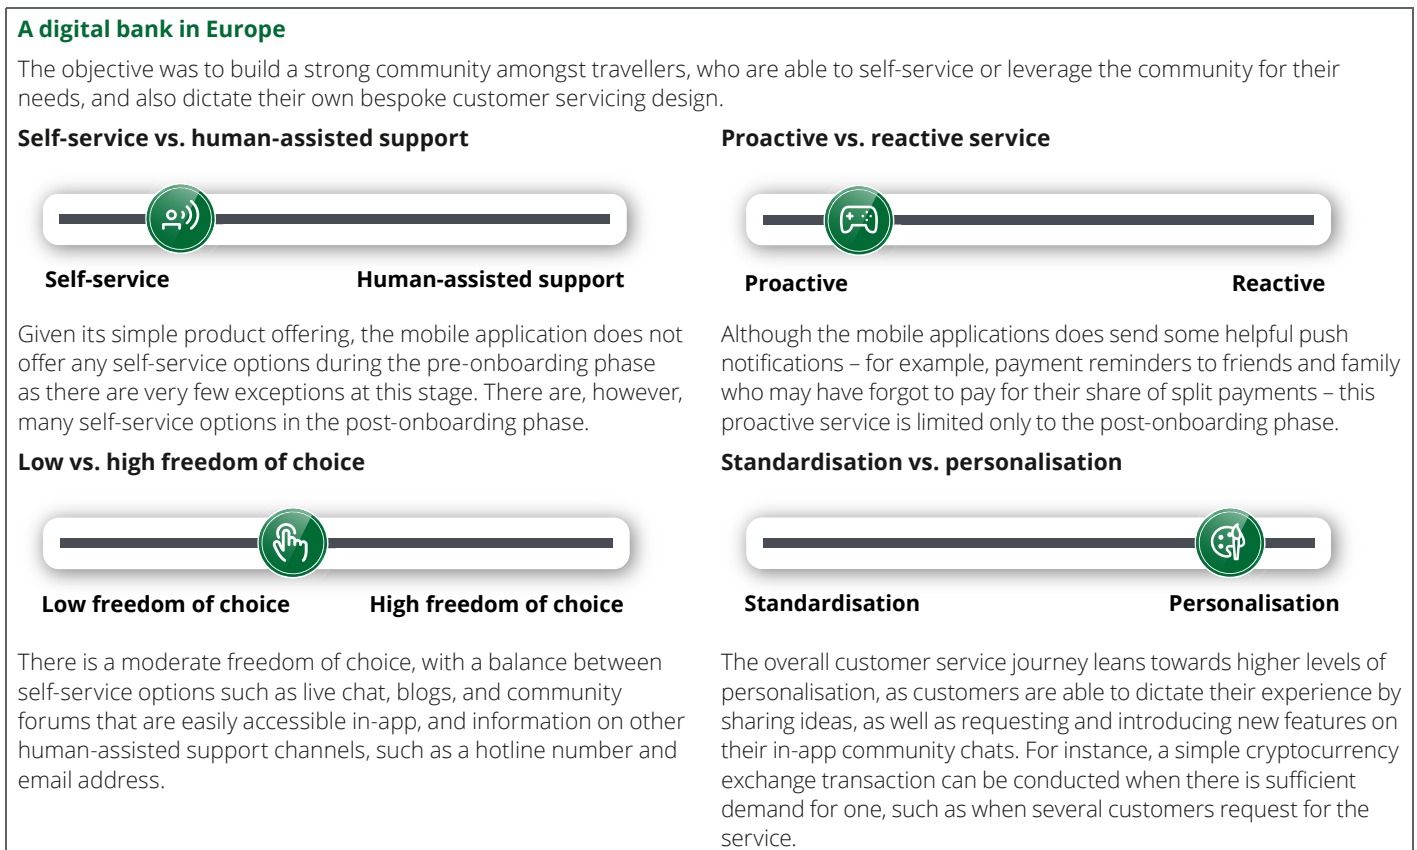 A digital bank in Europe
The objective was to build a strong community amongst travellers, who are able to self-service or leverage the community for their
needs, and also dictate their own bespoke customer servicing design.
Self-service vs. human-assisted support
Self-service
Human-assisted support
Given its simple product offering, the mobile application does not
offer any self-service options during the pre-onboarding phase
as there are very few exceptions at this stage. There are, however,
many self-service options in the post-onboarding phase.
Proactive vs. reactive service
Proactive
Reactive
Although the mobile applications does send some helpful push
notifications – for example, payment reminders to friends and family
who may have forgot to pay for their share of split payments – this
proactive service is limited only to the post-onboarding phase.
Low vs. high freedom of choice
Low freedom of choice
High freedom of choice
There is a moderate freedom of choice, with a balance between
self-service options such as live chat, blogs, and community
forums that are easily accessible in-app, and information on other
human-assisted support channels, such as a hotline number and
email address.
Standardisation vs. personalisation
Standardisation
Personalisation
The overall customer service journey leans towards higher levels of
personalisation, as customers are able to dictate their experience by
sharing ideas, as well as requesting and introducing new features on
their in-app community chats. For instance, a simple cryptocurrency
exchange transaction can be conducted when there is sufficient
demand for one, such as when several customers request for the
service.